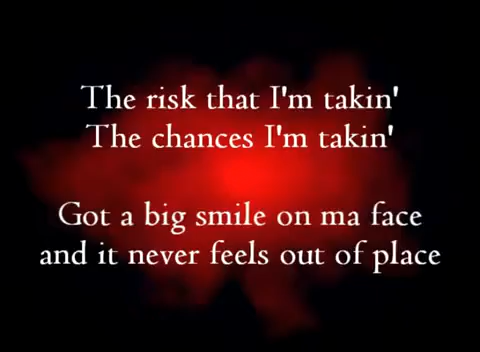 The risk that I'm takin'
The chances I'm takin'
Got a big smile on ma face
and it never feels out of place